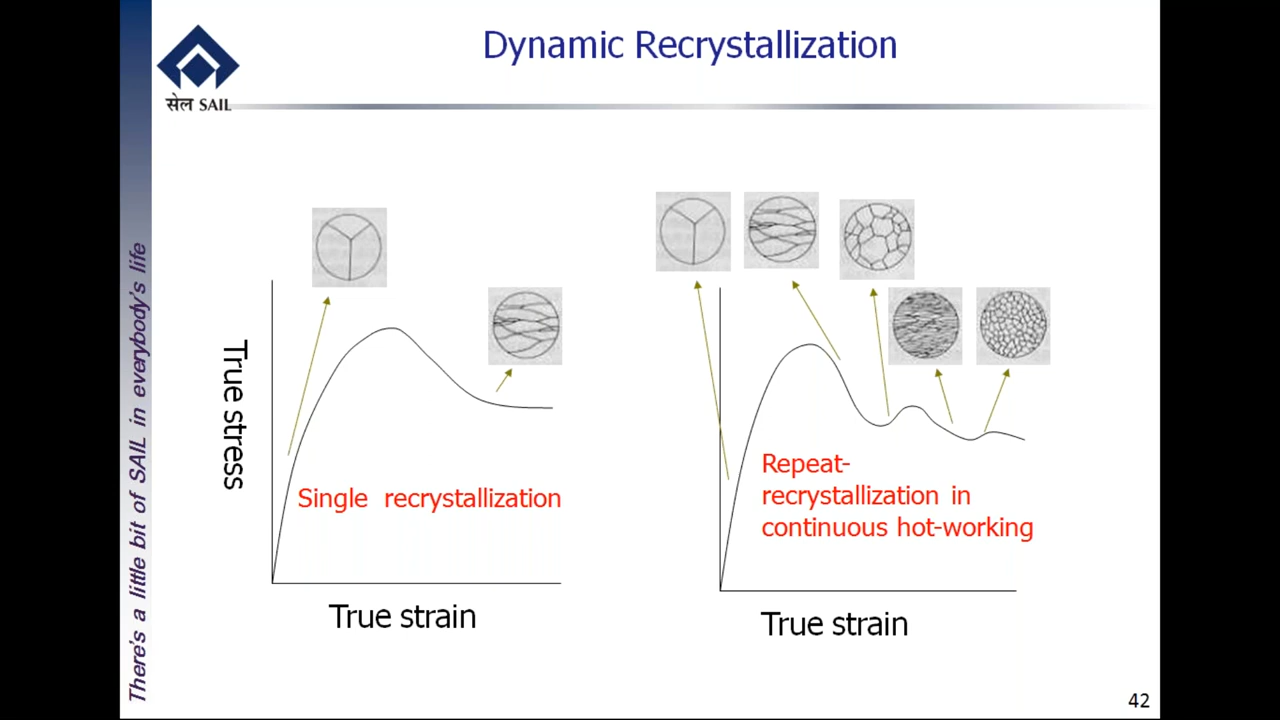 Dynamic Recrystallization
सेल SAIL
There's a little bit of SAIL in everybody's life
True stress
Single recrystallization
True strain
Repeat-
recrystallization in
continuous hot-working
True strain
42